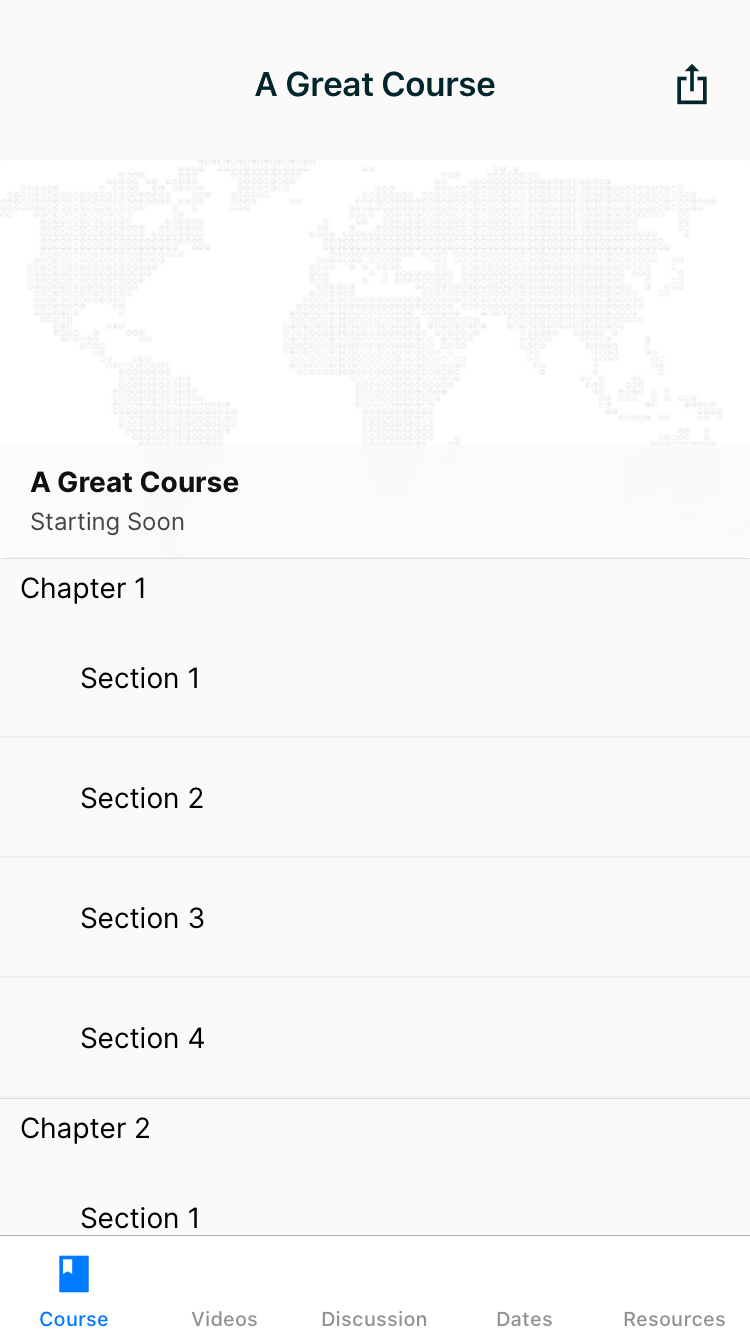 A Great Course
A Great Course
Starting Soon
Chapter 1
Section 1
Section 2
Section 3
Section 4
Chapter 2
Section 1
Course Videos Discussion Dates Resources